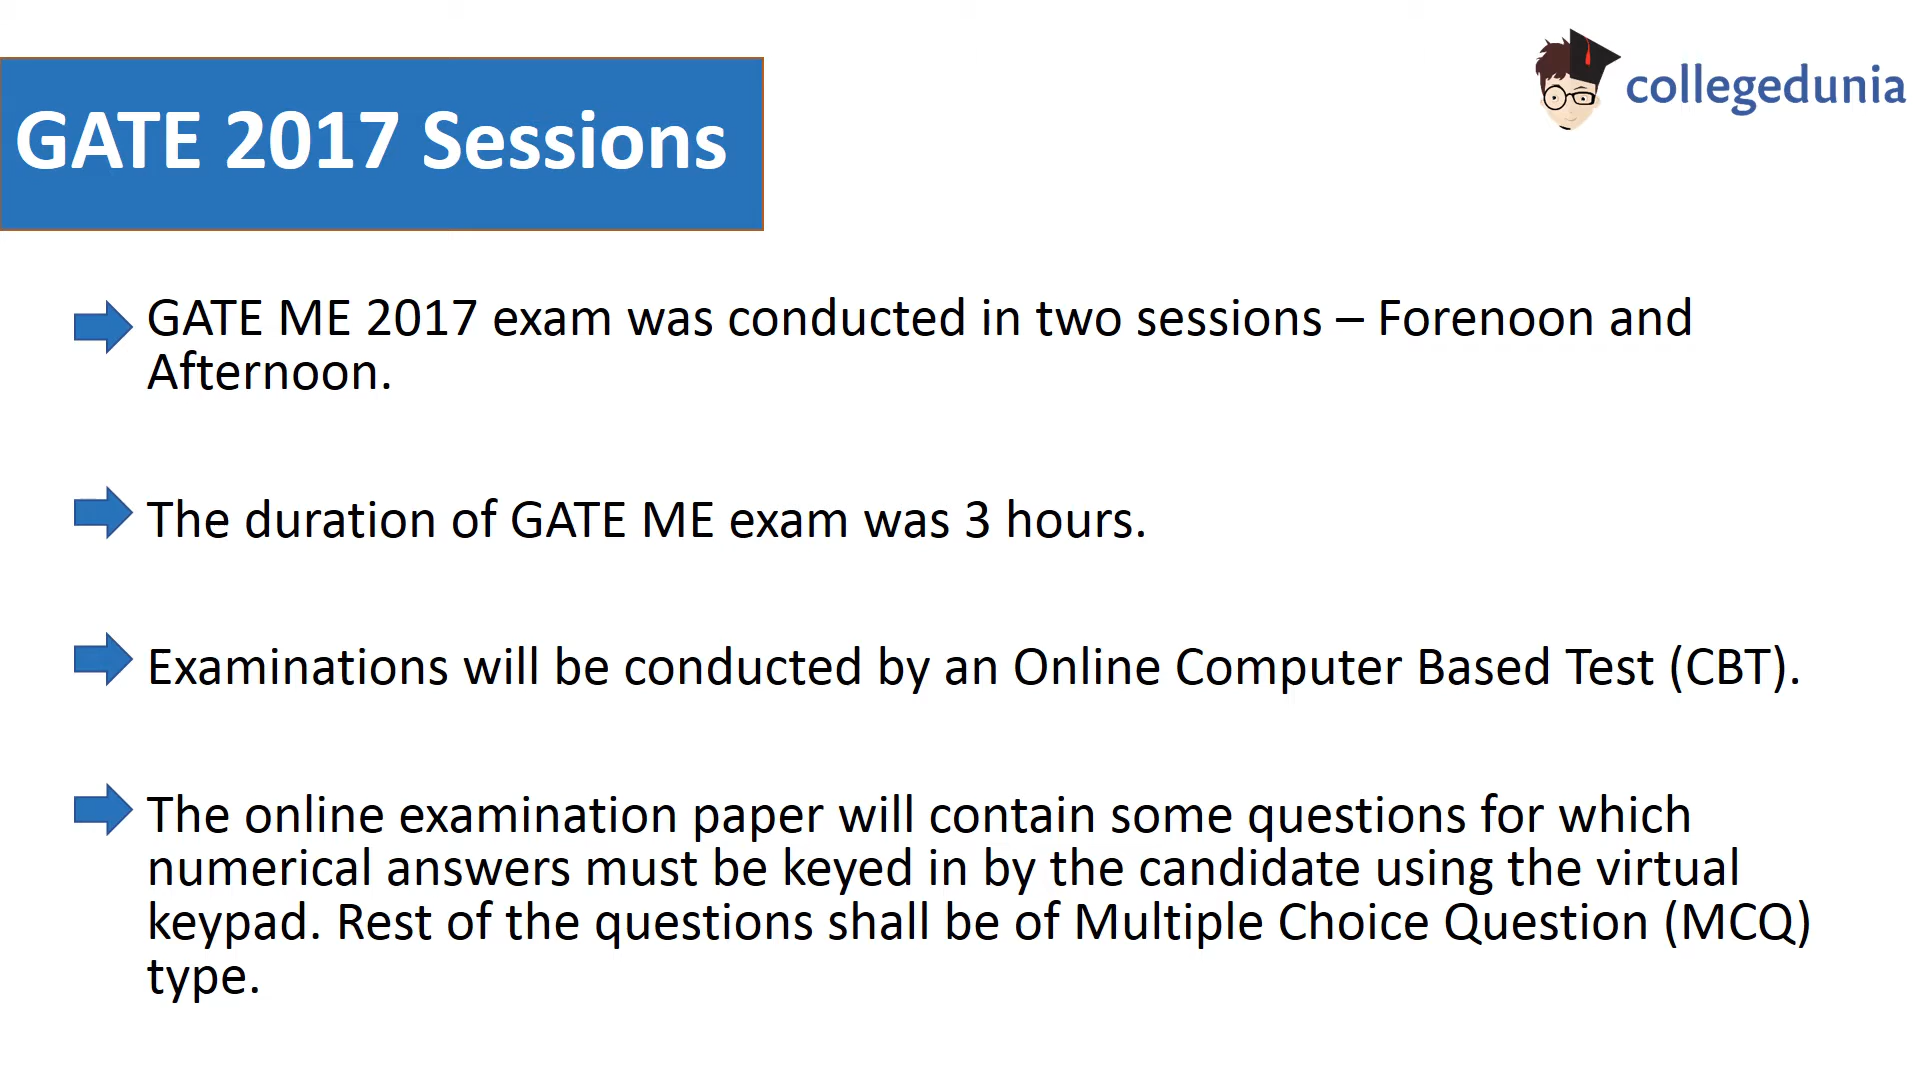 collegedunia
GATE 2017 Sessions
GATE ME 2017 exam was conducted in two sessions – Forenoon and
Afternoon.
The duration of GATE ME exam was 3 hours.
Examinations will be conducted by an Online Computer Based Test (CBT).
The online examination paper will contain some questions for which
numerical answers must be keyed in by the candidate using the virtual
keypad. Rest of the questions shall be of Multiple Choice Question (MCQ)
type.